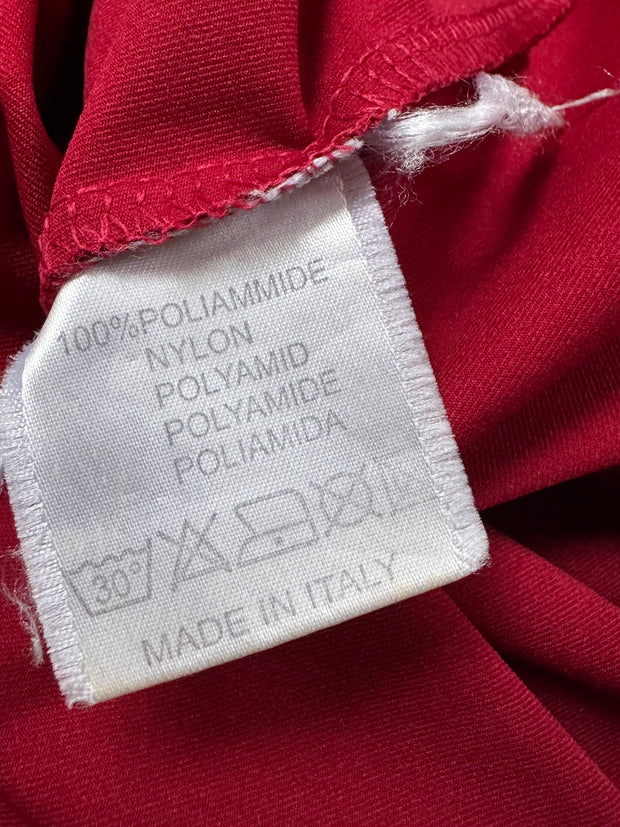 100%POLIAMMIDE
NYLON
POLYAMID
POLYAMIDE
POLIAMIDA
30°
MADE IN ITALY